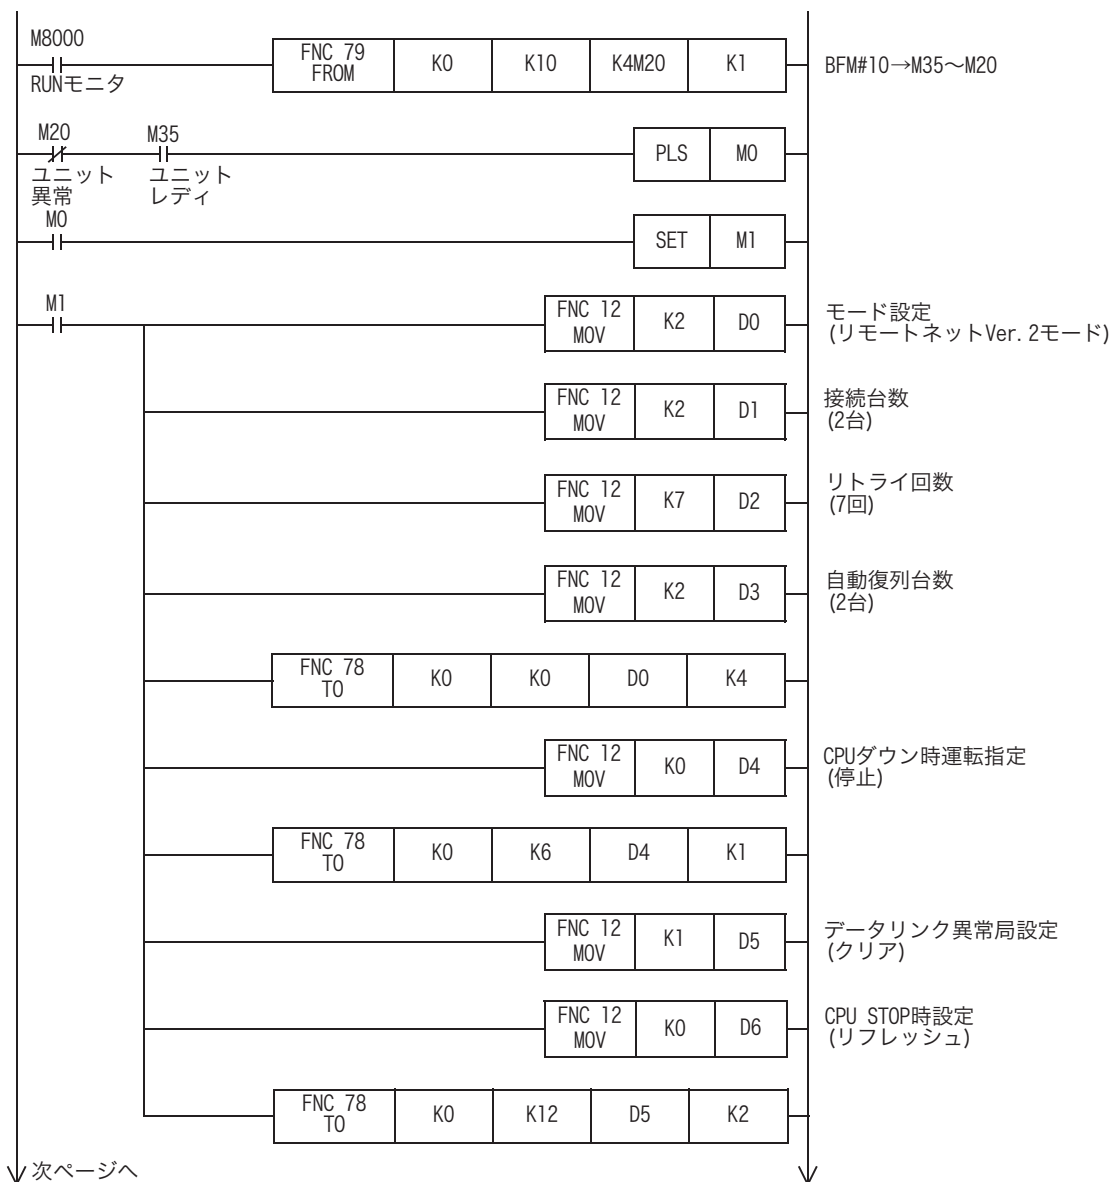 M8000
RUNモニタ
FNC 79
FROM
K0
K10
K4M20
K1
BFM#10→M35～M20
M20
ユニット
異常
M35
ユニット
レディ
PLS
M0
M0
SET
M1
M1
FNC 12
MOV
K2
D0
モード設定
(リモートネットVer.2モード)
FNC 12
MOV
K2
D1
接続台数
(2台)
FNC 12
MOV
K7
D2
リトライ回数
(7回)
FNC 12
MOV
K2
D3
自動復列台数
(2台)
FNC 78
TO
K0
K0
D0
K4
FNC 12
MOV
K0
D4
CPUダウン時運転指定
(停止)
FNC 78
TO
K0
K6
D4
K1
FNC 12
MOV
K1
D5
データリンク異常局設定
(クリア)
FNC 12
MOV
K0
D6
CPU STOP時設定
(リフレッシュ)
FNC 78
TO
K0
K12
D5
K2
次ページへ